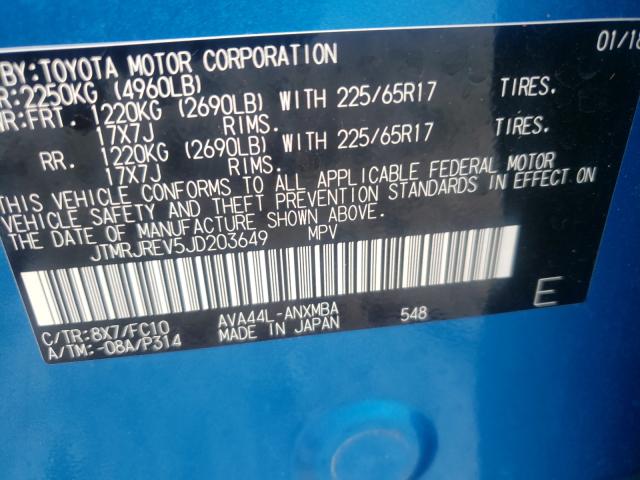 BY:TOYOTA MOTOR CORPORATION 01/18
R:2250KG (4960LB)
R:FRT 1220KG (2690LB) WITH 225/65R17 TIRES.
17X7J RIMS.
RR. 1220KG (2690LB) WITH 225/65R17 TIRES.
17X7J RIMS.
THIS VEHICLE CONFORMS TO ALL APPLICABLE FEDERAL MOTOR
VEHICLE SAFETY AND THEFT PREVENTION STANDARDS IN EFFECT ON
THE DATE OF MANUFACTURE SHOWN ABOVE.
JTMRJREV5JD203649 MPV
C/TR:8X7/FC10 AVA44L-ANXMBA 548 E
A/TM:-08A/P314 MADE IN JAPAN